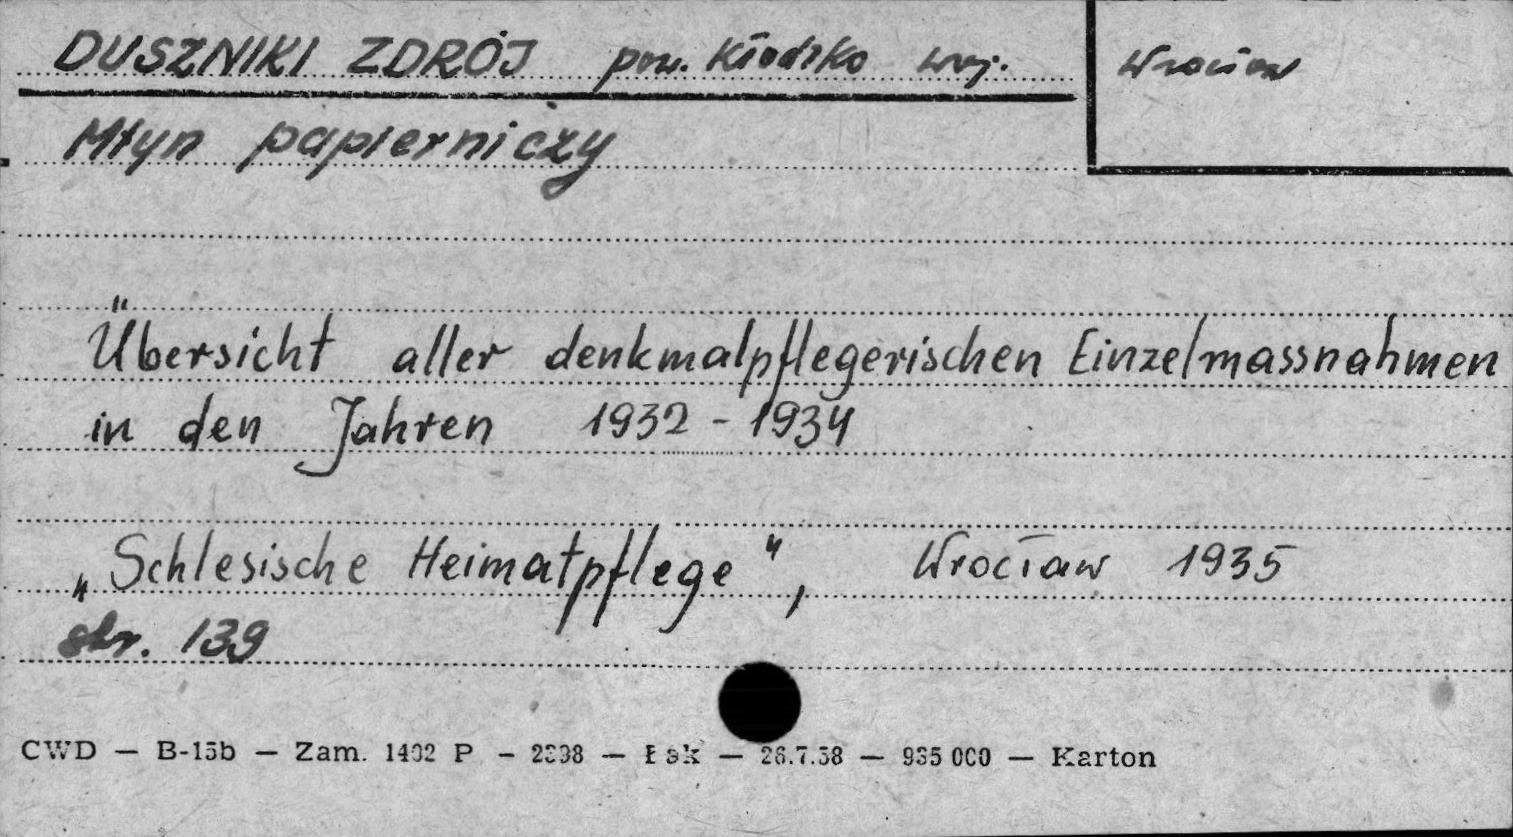 DUSZNIKI ZDRÓJ pow. Kłodzko woj. Wrocław
Młyn papierniczy
Übersicht aller denkmalpflegerischen Einzelmassnahmen
in den Jahren 1932 - 1934
„Schlesische Heimatpflege", Wrocław 1935
str. 139
CWD — B-15b — Zam. 1402 P — — Łsk — 26.7.58 — 935 000 — Karton